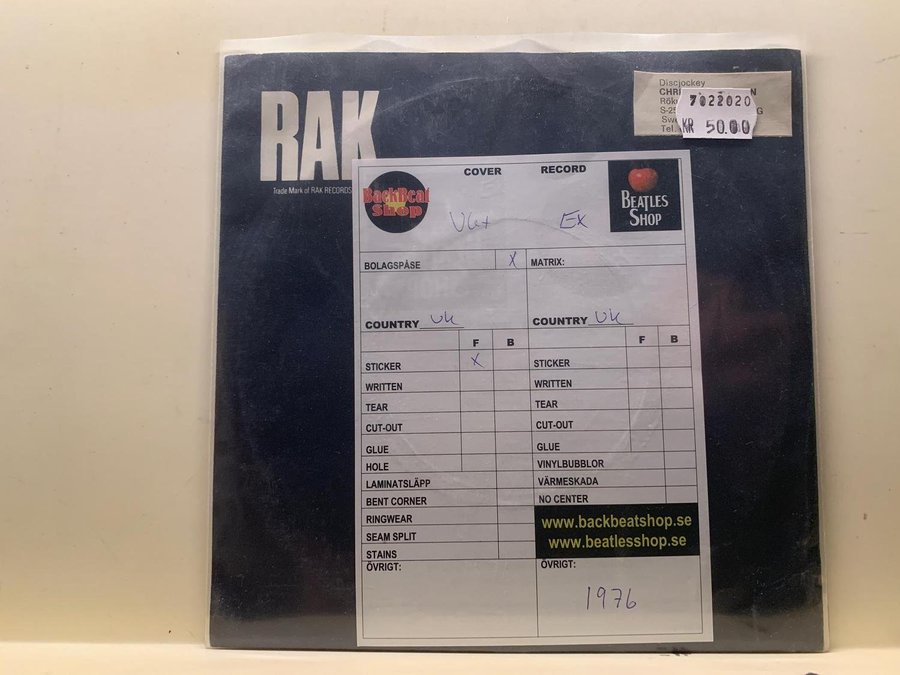 RAK
Trade Mark of RAK RECORDS
Discjockey
CHR
Rök
S-25
Swe
Tel.
7022020
KR 50.00
BackBeat
Shop
COVER RECORD
BEATLES
SHOP
VG+ EX
BOLAGSPÅSE X MATRIX:
COUNTRY UK COUNTRY UK
F B F B
STICKER X STICKER
WRITTEN WRITTEN
TEAR TEAR
CUT-OUT CUT-OUT
GLUE GLUE
HOLE VINYLBUBBLOR
LAMINATSLÄPP VÄRMESKADA
BENT CORNER NO CENTER
RINGWEAR
SEAM SPLIT
STAINS
www.backbeatshop.se
www.beatlesshop.se
ÖVRIGT: ÖVRIGT:
1976